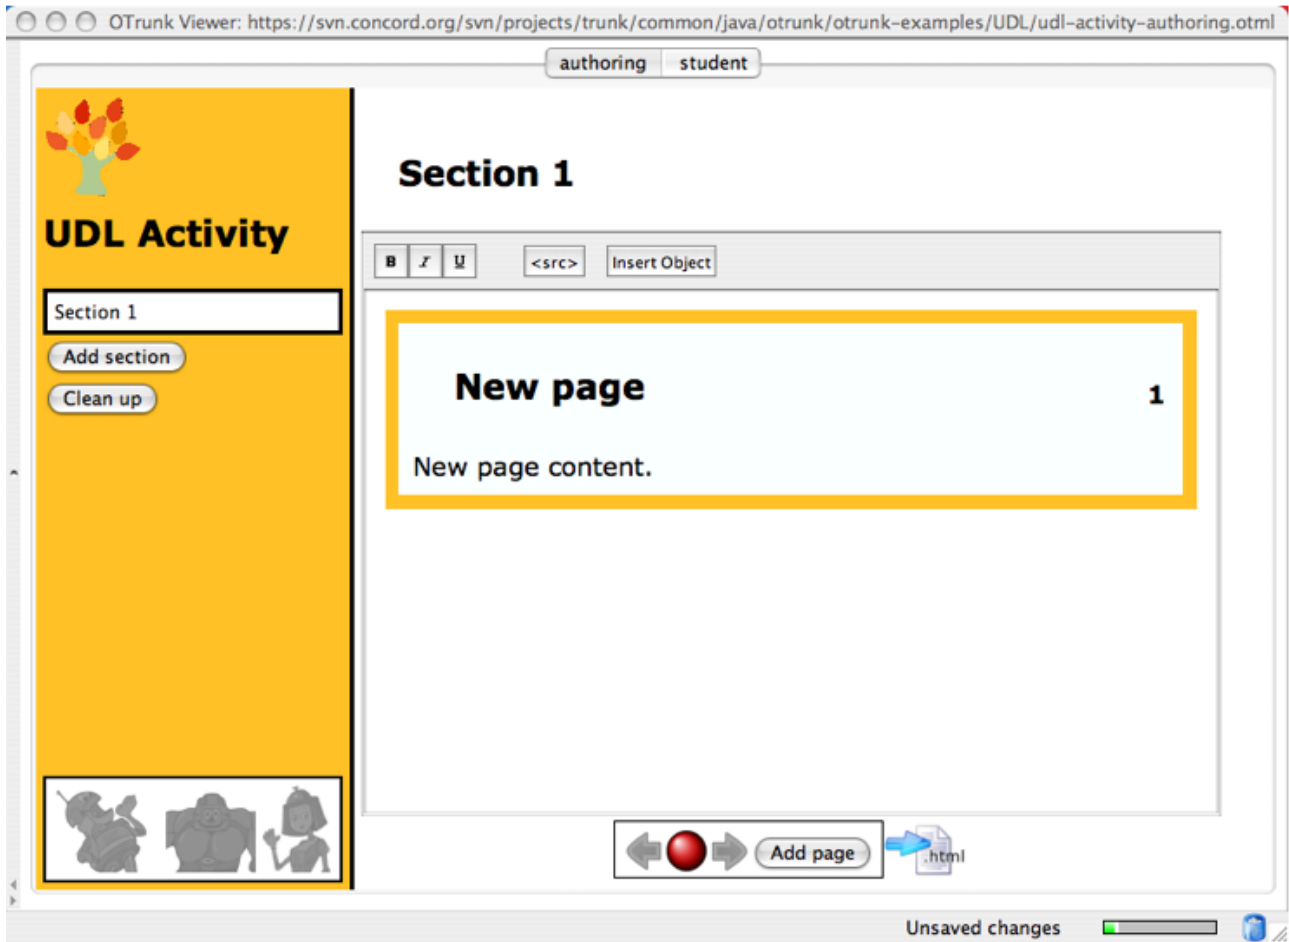 OTrunk Viewer: https://svn.concord.org/svn/projects/trunk/common/java/otrunk/otrunk-examples/UDL/udl-activity-authoring.otml
authoring student
UDL Activity
Section 1
Add section
Clean up
Section 1
B I U <src> Insert Object
New page 1
New page content.
Add page .html
Unsaved changes